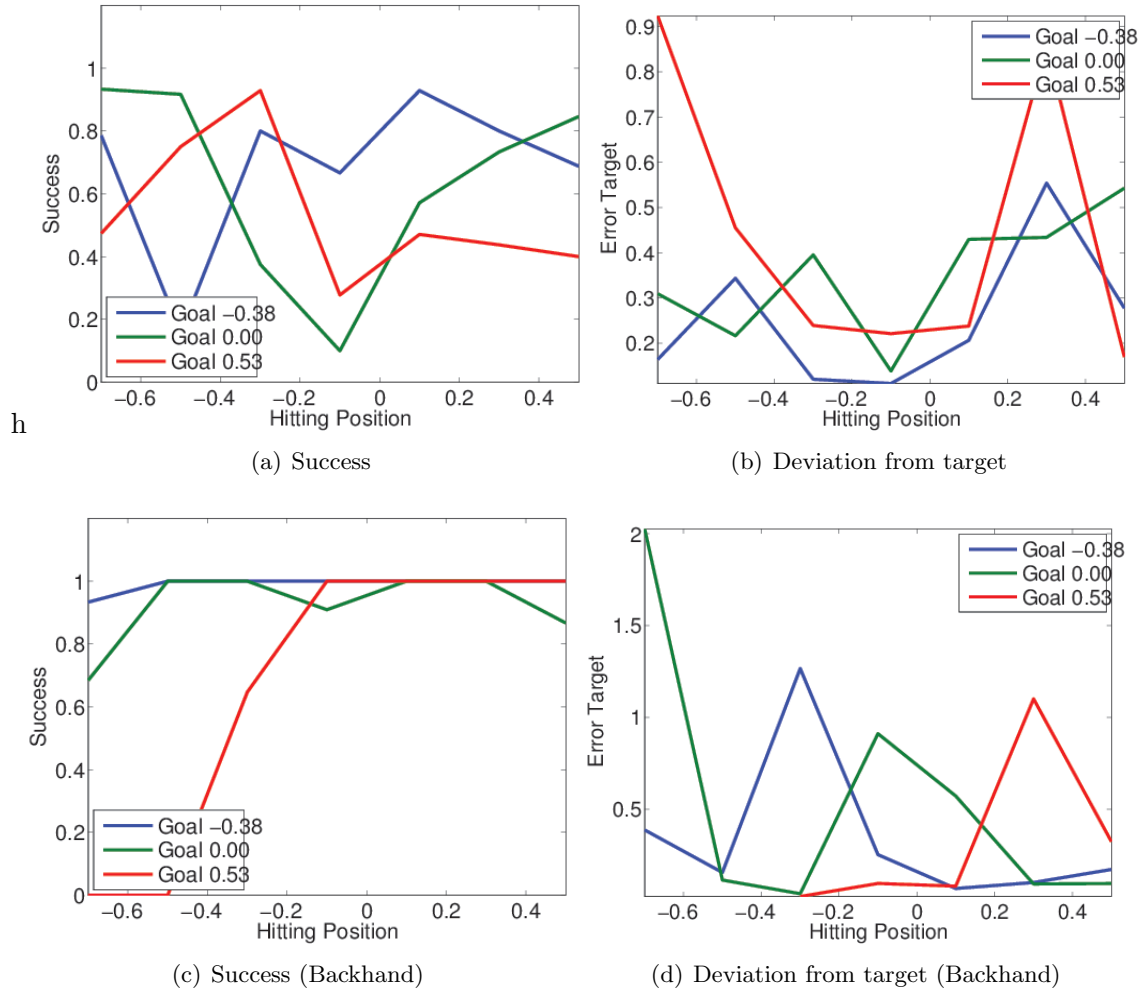 1
0.8
0.6
0.4
0.2
0
Success
Goal −0.38
Goal 0.00
Goal 0.53
−0.6
−0.4
−0.2
0
0.2
0.4
Hitting Position
h
(a) Success
0.9
0.8
0.7
0.6
0.5
0.4
0.3
0.2
Error Target
Goal −0.38
Goal 0.00
Goal 0.53
−0.6
−0.4
−0.2
0
0.2
0.4
Hitting Position
(b) Deviation from target
1
0.8
0.6
0.4
0.2
0
Success
Goal −0.38
Goal 0.00
Goal 0.53
−0.6
−0.4
−0.2
0
0.2
0.4
Hitting Position
(c) Success (Backhand)
2
1.5
1
0.5
Error Target
Goal −0.38
Goal 0.00
Goal 0.53
−0.6
−0.4
−0.2
0
0.2
0.4
Hitting Position
(d) Deviation from target (Backhand)